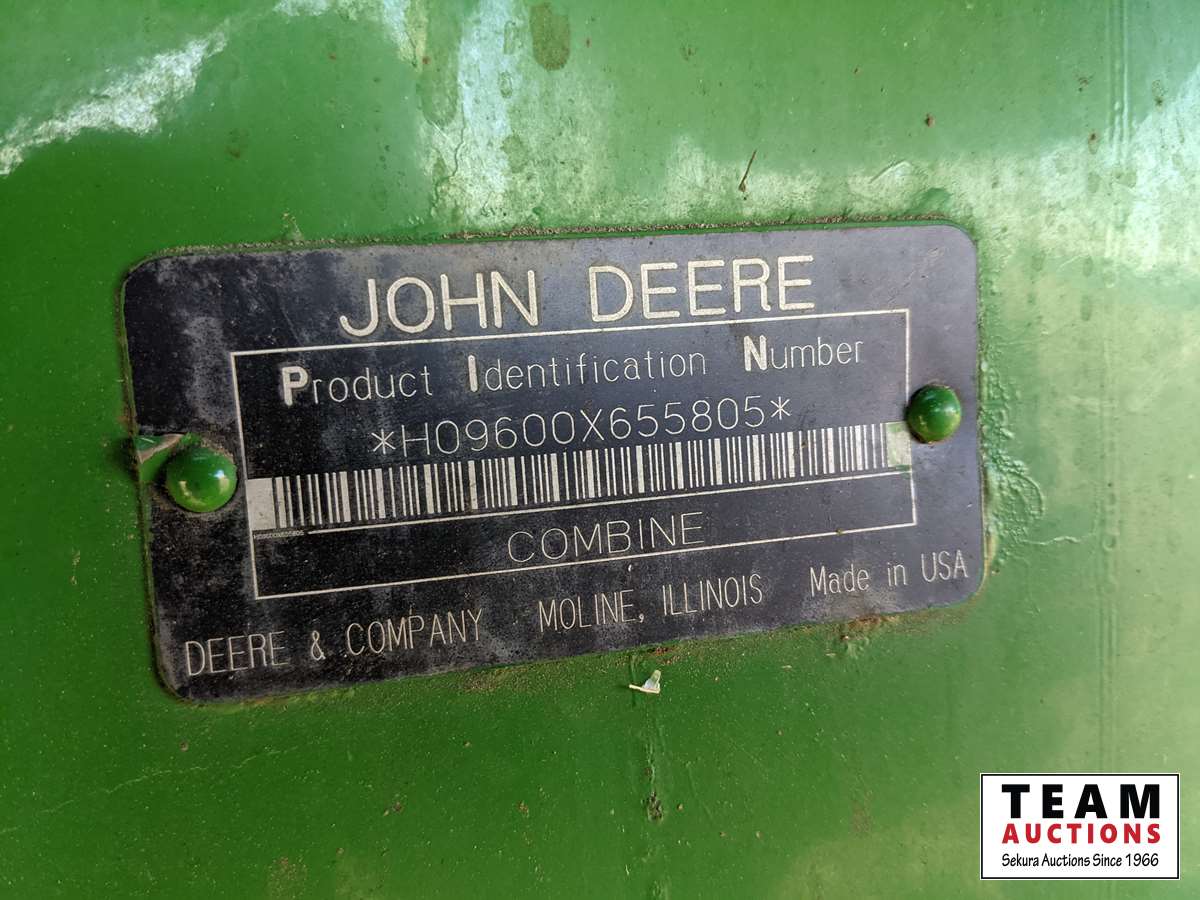 JOHN DEERE
Product Identification Number
*H09600X655805*
H09600X655805
COMBINE
DEERE & COMPANY MOLINE, ILLINOIS Made in USA
TEAM
AUCTIONS
Sekura Auctions Since 1966